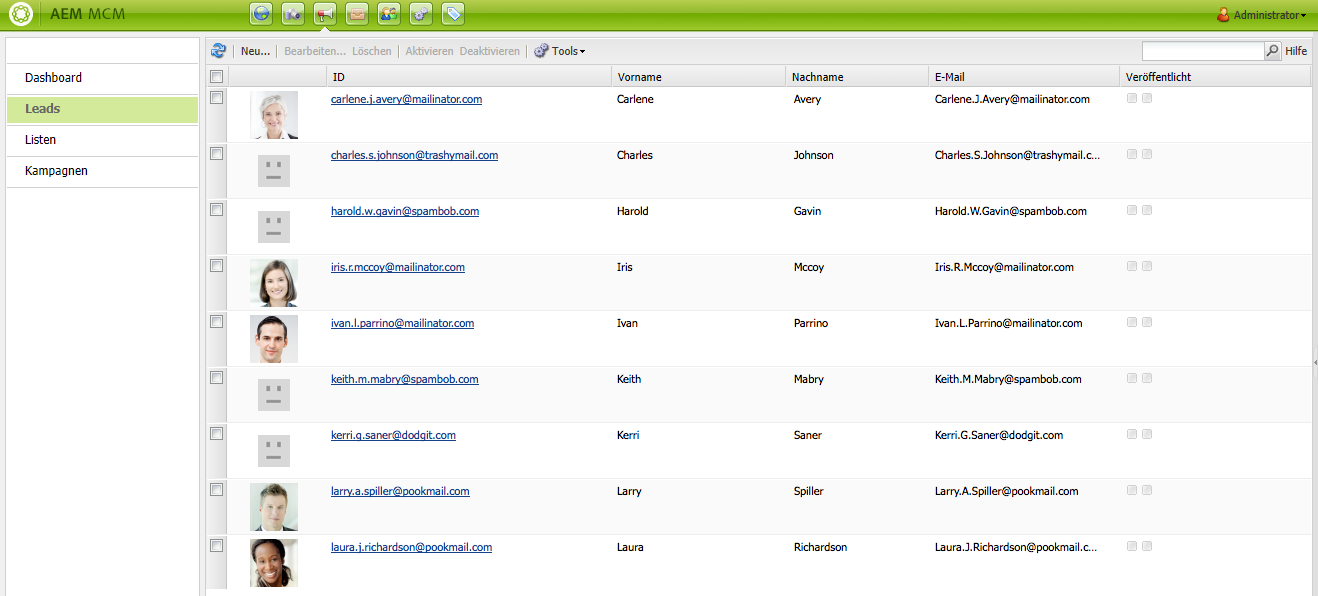 AEM MCM Administrator
Neu... Bearbeiten... Löschen Aktivieren Deaktivieren Tools Hilfe
Dashboard
Leads
Listen
Kampagnen
ID Vorname Nachname E-Mail Veröffentlicht
carlene.j.avery@mailinator.com Carlene Avery Carlene.J.Avery@mailinator.com
charles.s.johnson@trashymail.com Charles Johnson Charles.S.Johnson@trashymail.c...
harold.w.gavin@spambob.com Harold Gavin Harold.W.Gavin@spambob.com
iris.r.mccoy@mailinator.com Iris Mccoy Iris.R.Mccoy@mailinator.com
ivan.l.parrino@mailinator.com Ivan Parrino Ivan.L.Parrino@mailinator.com
keith.m.mabry@spambob.com Keith Mabry Keith.M.Mabry@spambob.com
kerri.g.saner@dodgit.com Kerri Saner Kerri.G.Saner@dodgit.com
larry.a.spiller@pookmail.com Larry Spiller Larry.A.Spiller@pookmail.com
laura.j.richardson@pookmail.com Laura Richardson Laura.J.Richardson@pookmail.c...